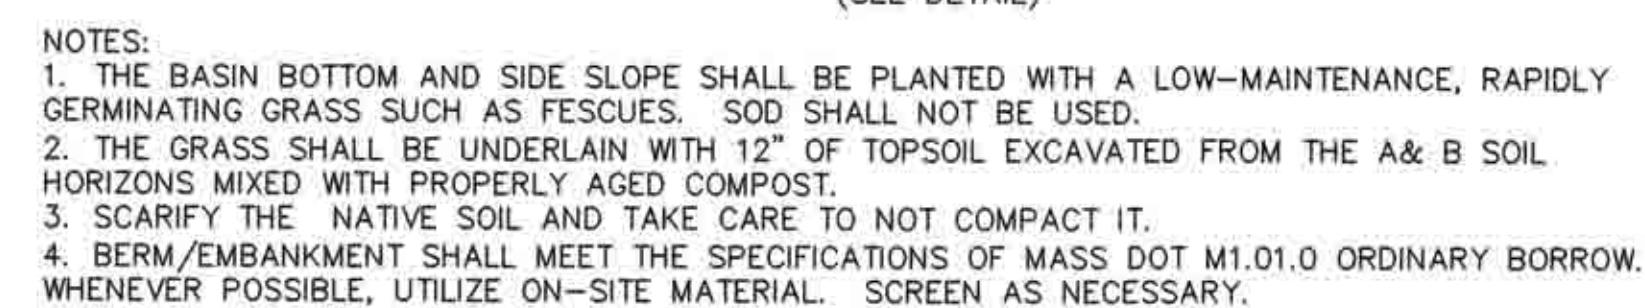 (SEE DETAIL)
NOTES:
1. THE BASIN BOTTOM AND SIDE SLOPE SHALL BE PLANTED WITH A LOW-MAINTENANCE, RAPIDLY
GERMINATING GRASS SUCH AS FESCUES. SOD SHALL NOT BE USED.
2. THE GRASS SHALL BE UNDERLAIN WITH 12" OF TOPSOIL EXCAVATED FROM THE A& B SOIL
HORIZONS MIXED WITH PROPERLY AGED COMPOST.
3. SCARIFY THE NATIVE SOIL AND TAKE CARE TO NOT COMPACT IT.
4. BERM/EMBANKMENT SHALL MEET THE SPECIFICATIONS OF MASS DOT M1.01.0 ORDINARY BORROW.
WHENEVER POSSIBLE, UTILIZE ON-SITE MATERIAL. SCREEN AS NECESSARY.